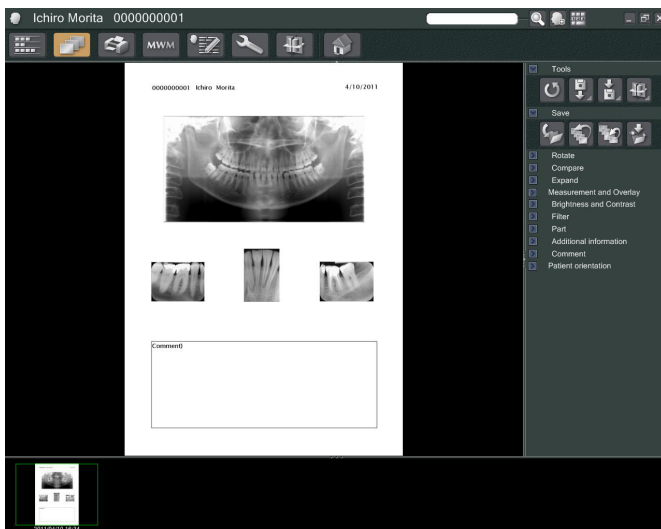 Ichiro Morita 0000000001
MWM
0000000001 Ichiro Morita
4/10/2011
Comment)
Tools
Save
Rotate
Compare
Expand
Measurement and Overlay
Brightness and Contrast
Filter
Part
Additional information
Comment
Patient orientation